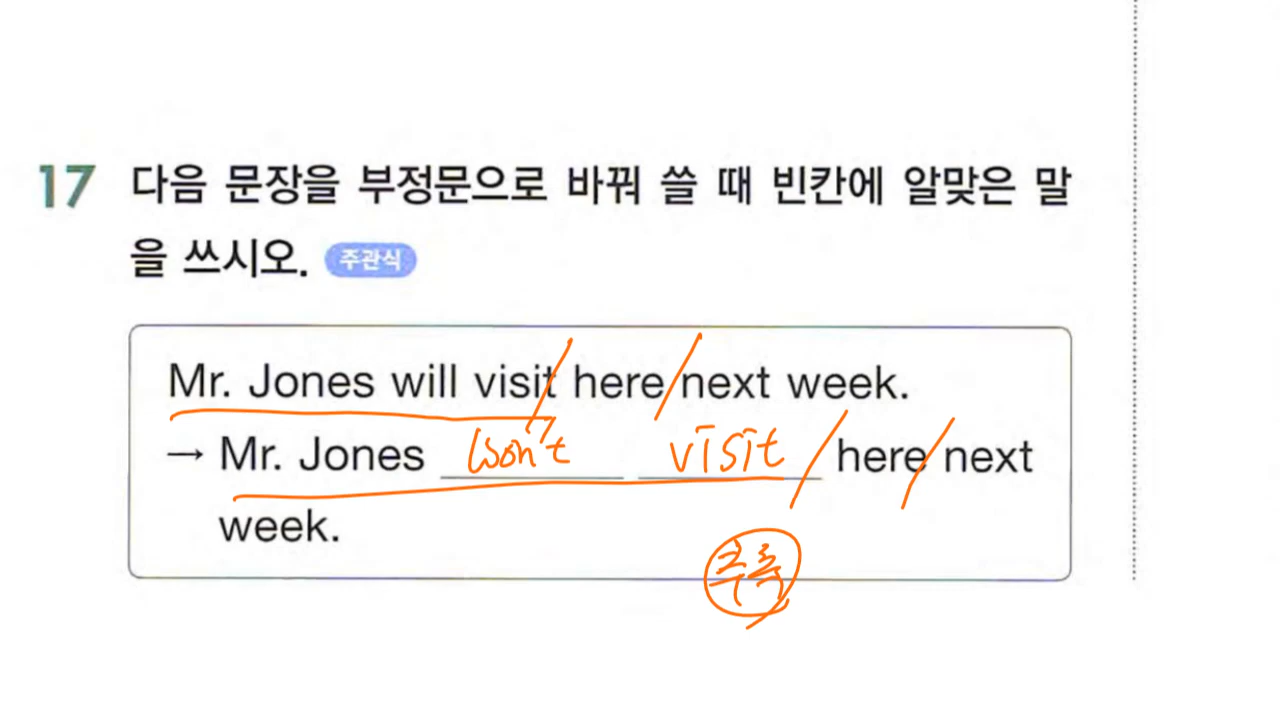 17 다음 문장을 부정문으로 바꿔 쓸 때 빈칸에 알맞은 말
을 쓰시오. 주관식
Mr. Jones will visit here next week.
→ Mr. Jones won't visit here next
week.
추측